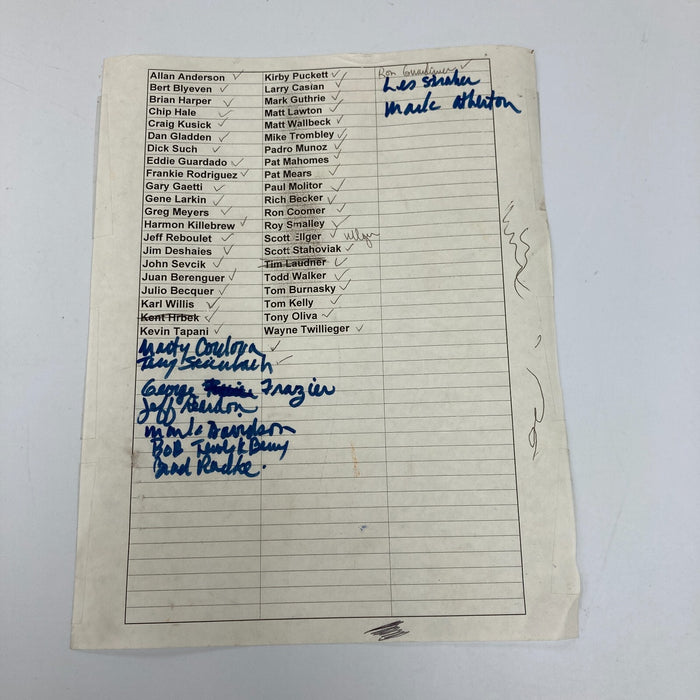 Allan Anderson
Bert Blyeven
Brian Harper
Chip Hale
Craig Kusick
Dan Gladden
Dick Such
Eddie Guardado
Frankie Rodriguez
Gary Gaetti
Gene Larkin
Greg Meyers
Harmon Killebrew
Jeff Reboulet
Jim Deshaies
John Sevcik
Juan Berenguer
Julio Becquer
Karl Willis
Kent Hrbek
Kevin Tapani
Marty Cordova
Terry Steinbach
George Frazier
Jeff Reardon
Mark Davidson
Bob
Brad Radke.
Kirby Puckett
Larry Casian
Mark Guthrie
Matt Lawton
Matt Wallbeck
Mike Trombley
Padro Munoz
Pat Mahomes
Pat Mears
Paul Molitor
Rich Becker
Ron Coomer
Roy Smalley
Scott Ellger
Scott Stahoviak
Tim Laudner
Todd Walker
Tom Burnasky
Tom Kelly
Tony Oliva
Wayne Twillieger
Ron
Les Straker
Mark Atherton